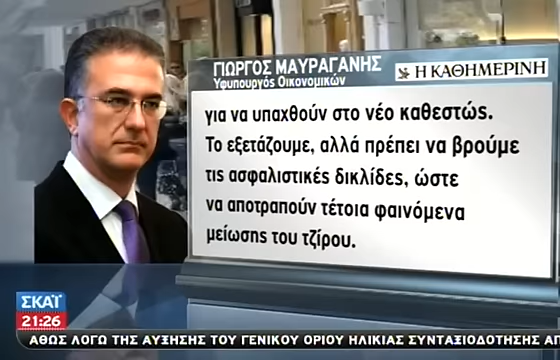 ΓΙΩΡΓΟΣ ΜΑΥΡΑΓΑΝΗΣ
Υφυπουργός Οικονομικών
Η ΚΑΘΗΜΕΡΙΝΗ
για να υπαχθούν στο νέο καθεστώς.
Το εξετάζουμε, αλλά πρέπει να βρούμε
τις ασφαλιστικές δικλίδες, ώστε
να αποτραπούν τέτοια φαινόμενα
μείωσης του τζίρου.
ΣΚΑΪ
21:26
ΑΘΩΣ ΛΟΓΩ ΤΗΣ ΑΥΞΗΣΗΣ ΤΟΥ ΓΕΝΙΚΟΥ ΟΡΙΟΥ ΗΛΙΚΙΑΣ ΣΥΝΤΑΞΙΟΔΟΤΗΣΗΣ ΑΠ